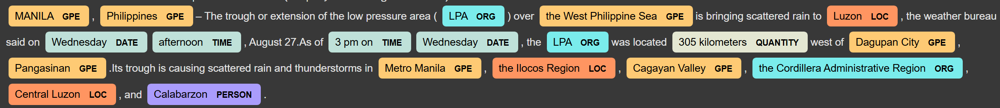 MANILA GPE , Philippines GPE – The trough or extension of the low pressure area ( LPA ORG ) over the West Philippine Sea GPE is bringing scattered rain to Luzon LOC , the weather bureau
said on Wednesday DATE afternoon TIME , August 27.As of 3 pm on TIME Wednesday DATE , the LPA ORG was located 305 kilometers QUANTITY west of Dagupan City GPE ,
Pangasinan GPE .Its trough is causing scattered rain and thunderstorms in Metro Manila GPE , the Ilocos Region LOC , Cagayan Valley GPE , the Cordillera Administrative Region ORG ,
Central Luzon LOC , and Calabarzon PERSON .